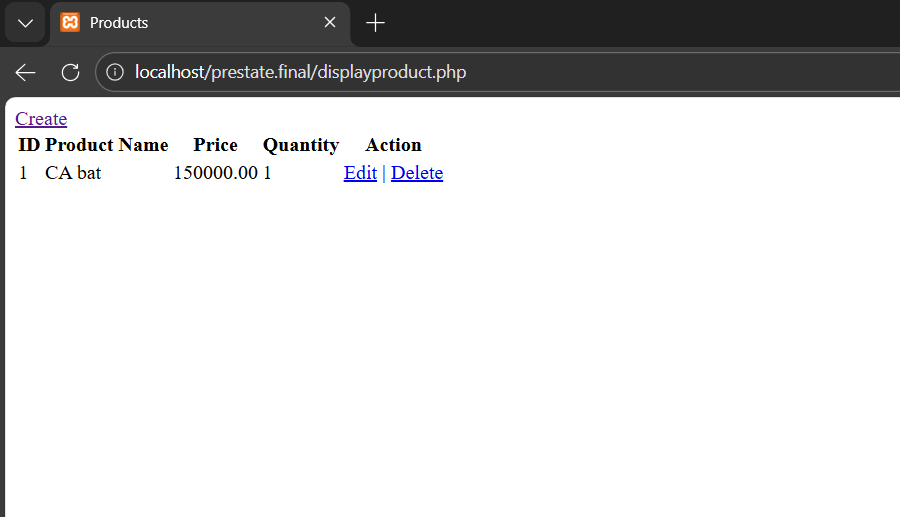 Products
localhost/prestate.final/displayproduct.php
Create
ID Product Name Price Quantity Action
1 CA bat 150000.00 1 Edit | Delete